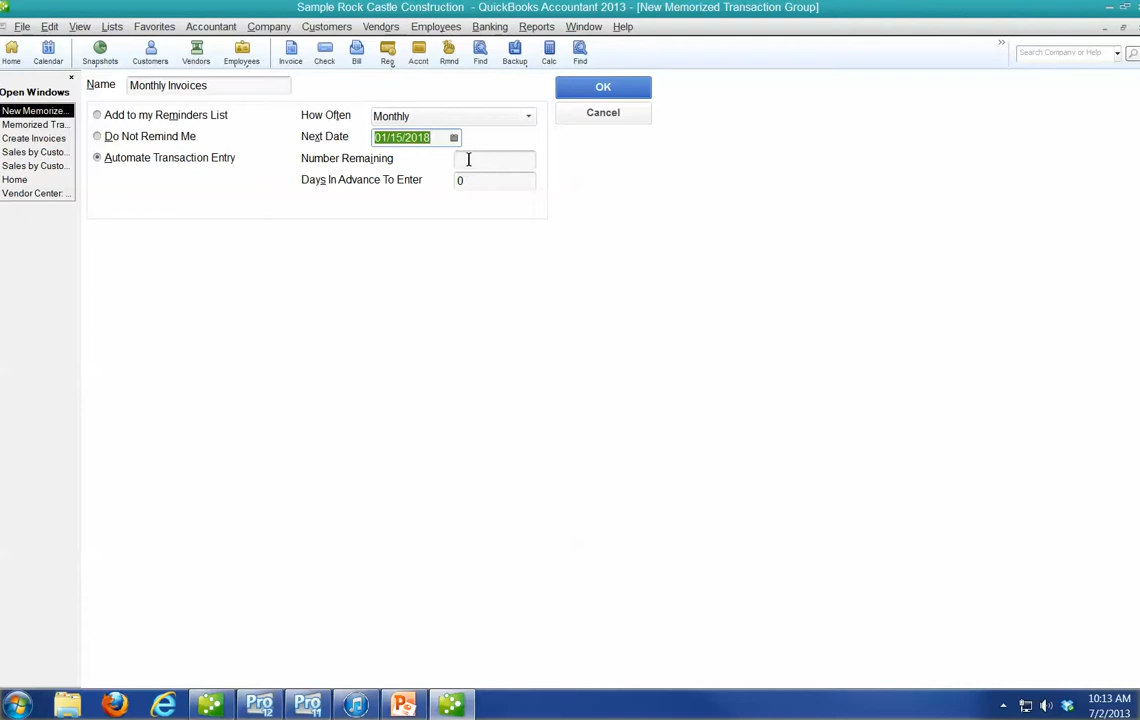 Sample Rock Castle Construction - QuickBooks Accountant 2013 - [New Memorized Transaction Group]
File Edit View Lists Favorites Accountant Company Customers Vendors Employees Banking Reports Window Help
Home Calendar Snapshots Customers Vendors Employees Invoice Check Bill Reg Accnt Rmnd Find Backup Calc Find
Search Company or Help
Open Windows
New Memorize...
Memorized Tra...
Create Invoices
Sales by Custo...
Sales by Custo...
Home
Vendor Center: ...
Name Monthly Invoices
Add to my Reminders List
Do Not Remind Me
Automate Transaction Entry
How Often Monthly
Next Date 01/15/2018
Number Remaining
Days In Advance To Enter 0
OK
Cancel
Pro 12
Pro 11
10:13 AM
7/2/2013